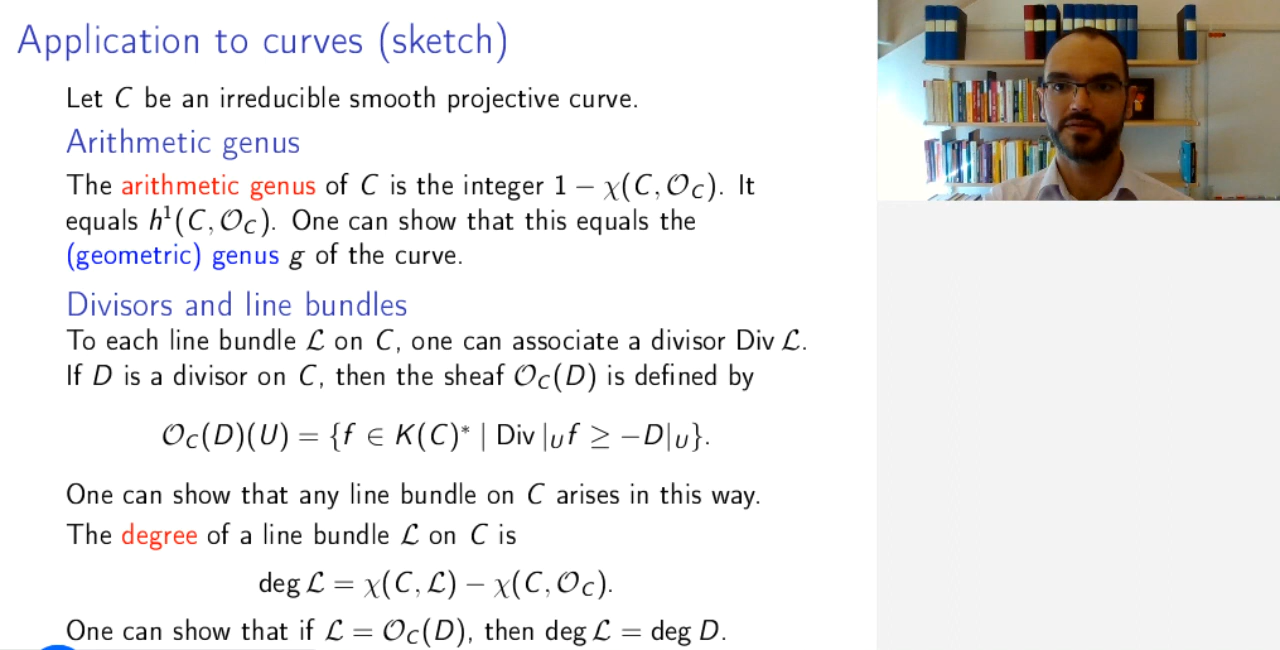 Application to curves (sketch)
Let C be an irreducible smooth projective curve.
Arithmetic genus
The arithmetic genus of C is the integer 1 − χ(C, 𝒪_C). It
equals h¹(C, 𝒪_C). One can show that this equals the
(geometric) genus g of the curve.
Divisors and line bundles
To each line bundle ℒ on C, one can associate a divisor Div ℒ.
If D is a divisor on C, then the sheaf 𝒪_C(D) is defined by
𝒪_C(D)(U) = {f ∈ K(C)* | Div |_U f ≥ −D|_U}.
One can show that any line bundle on C arises in this way.
The degree of a line bundle ℒ on C is
deg ℒ = χ(C, ℒ) − χ(C, 𝒪_C).
One can show that if ℒ = 𝒪_C(D), then deg ℒ = deg D.